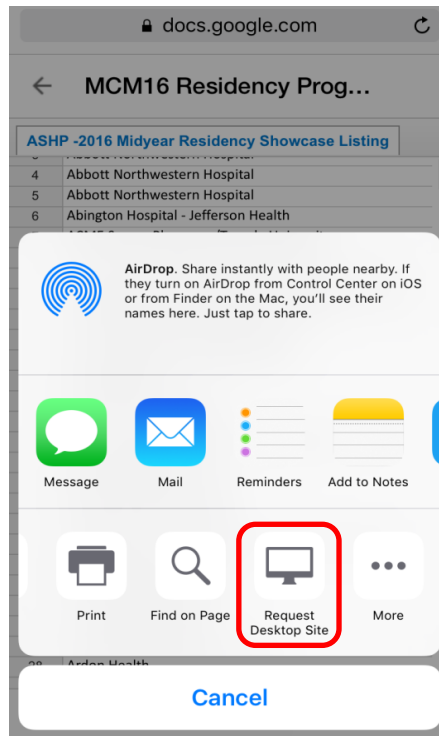 docs.google.com
MCM16 Residency Prog...
ASHP -2016 Midyear Residency Showcase Listing
4 Abbott Northwestern Hospital
5 Abbott Northwestern Hospital
6 Abington Hospital - Jefferson Health
AirDrop. Share instantly with people nearby. If
they turn on AirDrop from Control Center on iOS
or from Finder on the Mac, you'll see their
names here. Just tap to share.
Message Mail Reminders Add to Notes
Print Find on Page Request Desktop Site More
28 Arden Health
Cancel